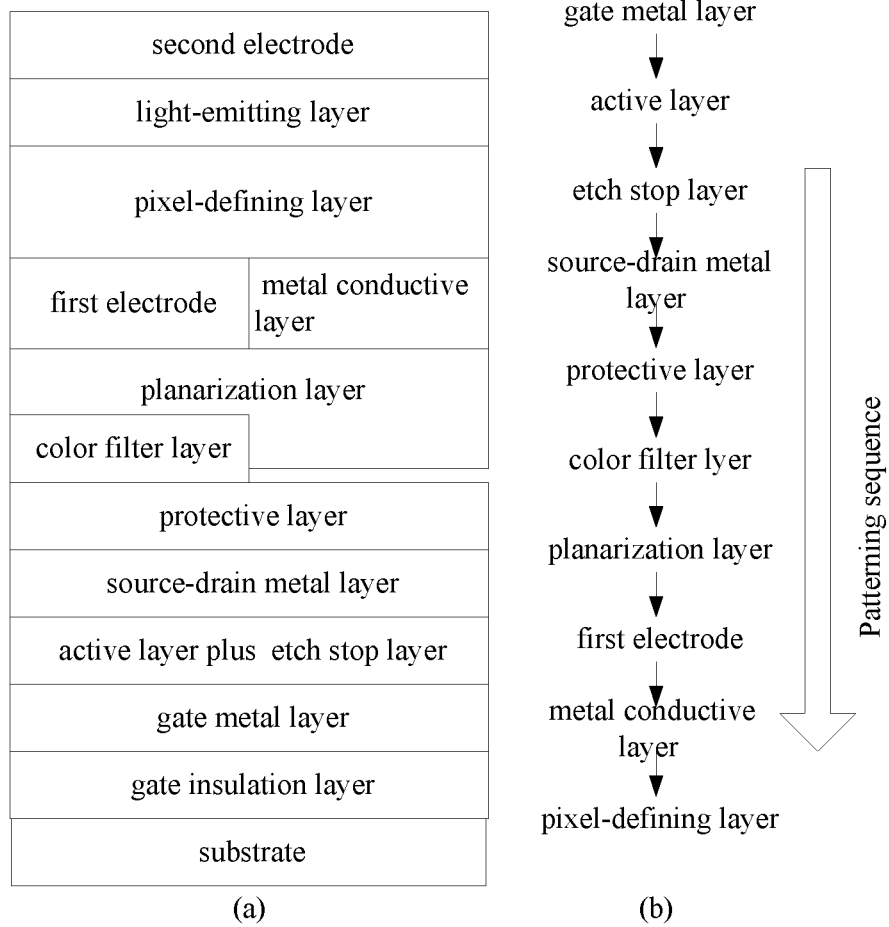 second electrode
light-emitting layer
pixel-defining layer
first electrode
metal conductive
layer
planarization layer
color filter layer
protective layer
source-drain metal layer
active layer plus etch stop layer
gate metal layer
gate insulation layer
substrate
(a)
gate metal layer
active layer
etch stop layer
source-drain metal
layer
protective layer
color filter lyer
planarization layer
first electrode
metal conductive
layer
pixel-defining layer
(b)
Patterning sequence